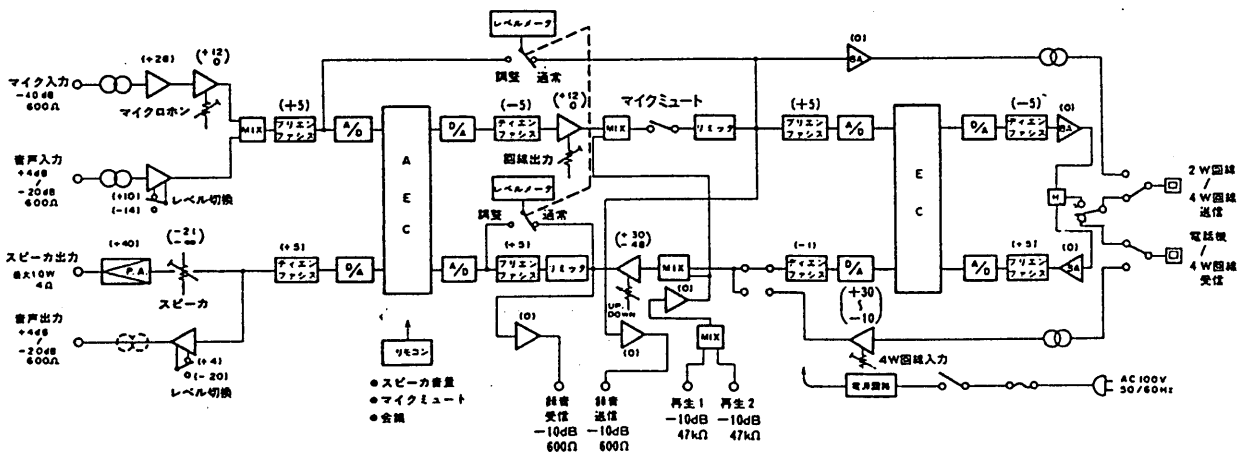 マイク入力
-40dB
600Ω
(+28)
(+12
0)
マイクロホン
音声入力
+4dB
/
-20dB
600Ω
(+10)
(-14)
レベル切換
MIX
(+5)
プリエン
ファシス
A/D
A
E
C
D/A
(-5)
ディエン
ファシス
(+12
0)
回線出力
レベルメータ
調整
通常
MIX
マイクミュート
リミッタ
(0)
BA
(+5)
プリエン
ファシス
A/D
E
C
D/A
(-5)
ディエン
ファシス
(0)
BA
H
2W回線
/
4W回線
送信
電話機
/
4W回線
受信
スピーカ出力
最大10W
4Ω
(+40)
P.A.
(-21
-∞)
スピーカ
(+5)
ディエン
ファシス
D/A
A/D
レベルメータ
調整
通常
(+5)
プリエン
ファシス
リミッタ
(+30
-48)
UP,
DOWN
MIX
(-1)
ディエン
ファシス
D/A
A/D
(+5)
プリエン
ファシス
(0)
BA
音声出力
+4dB
/
-20dB
600Ω
(+4)
(-20)
レベル切換
リモコン
●スピーカ音量
●マイクミュート
●会議
(0)
(0)
(0)
MIX
(+30
~
-10)
4W回線入力
電源回路
AC100V
50/60Hz
録音
受信
-10dB
600Ω
録音
送信
-10dB
600Ω
再生1
-10dB
47kΩ
再生2
-10dB
47kΩ